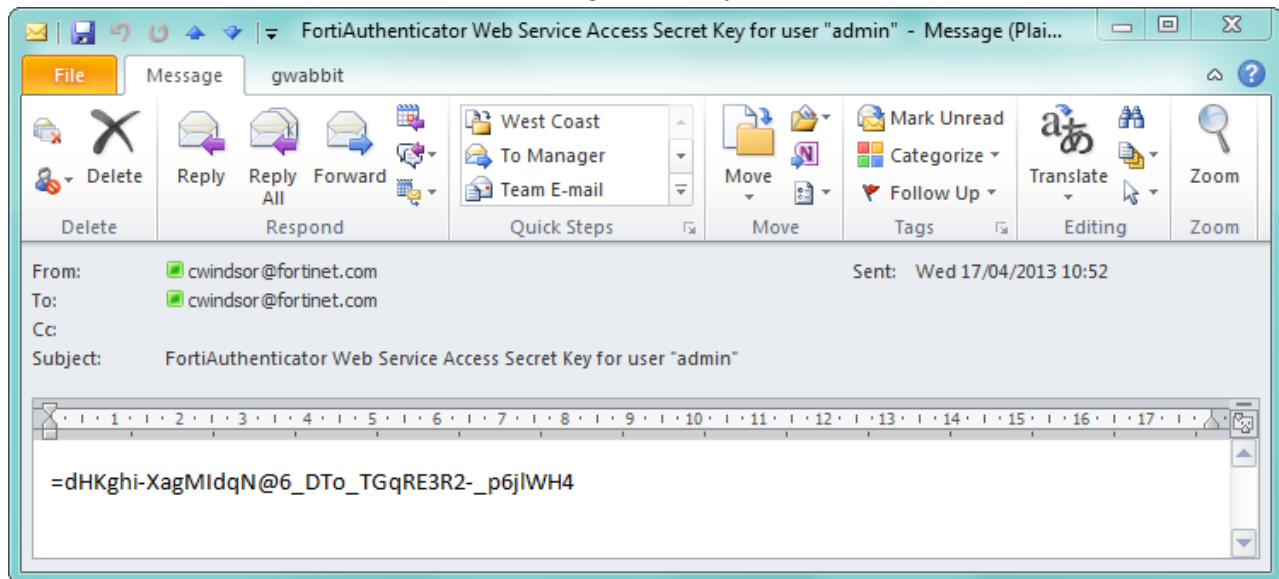 FortiAuthenticator Web Service Access Secret Key for user "admin" - Message (Plai...
File Message gwabbit
Delete
Reply
Reply All
Forward
West Coast
To Manager
Team E-mail
Move
Mark Unread
Categorize
Follow Up
Translate
Zoom
Delete Respond Quick Steps Move Tags Editing Zoom
From: cwindsor@fortinet.com Sent: Wed 17/04/2013 10:52
To: cwindsor@fortinet.com
Cc:
Subject: FortiAuthenticator Web Service Access Secret Key for user "admin"
1 2 3 4 5 6 7 8 9 10 11 12 13 14 15 16 17
=dHKghi-XagMIdqN@6_DTo_TGqRE3R2-_p6jlWH4